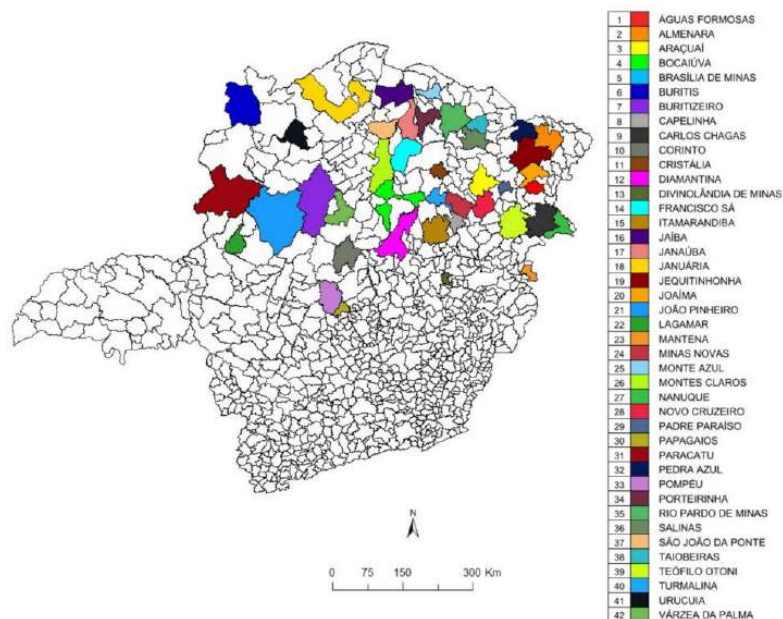 1 ÁGUAS FORMOSAS
2 ALMENARA
3 ARAÇUAÍ
4 BOCAIÚVA
5 BRASÍLIA DE MINAS
6 BURITIS
7 BURITIZEIRO
8 CAPELINHA
9 CARLOS CHAGAS
10 CORINTO
11 CRISTÁLIA
12 DIAMANTINA
13 DIVINOLÂNDIA DE MINAS
14 FRANCISCO SÁ
15 ITAMARANDIBA
16 JAÍBA
17 JANAÚBA
18 JANUÁRIA
19 JEQUITINHONHA
20 JOAÍMA
21 JOÃO PINHEIRO
22 LAGAMAR
23 MANTENA
24 MINAS NOVAS
25 MONTE AZUL
26 MONTES CLAROS
27 NANUQUE
28 NOVO CRUZEIRO
29 PADRE PARAÍSO
30 PAPAGAIOS
31 PARACATU
32 PEDRA AZUL
33 POMPÉU
34 PORTEIRINHA
35 RIO PARDO DE MINAS
36 SALINAS
37 SÃO JOÃO DA PONTE
38 TAIOBEIRAS
39 TEÓFILO OTONI
40 TURMALINA
41 URUCUIA
42 VÁRZEA DA PALMA
N
0 75 150 300 Km